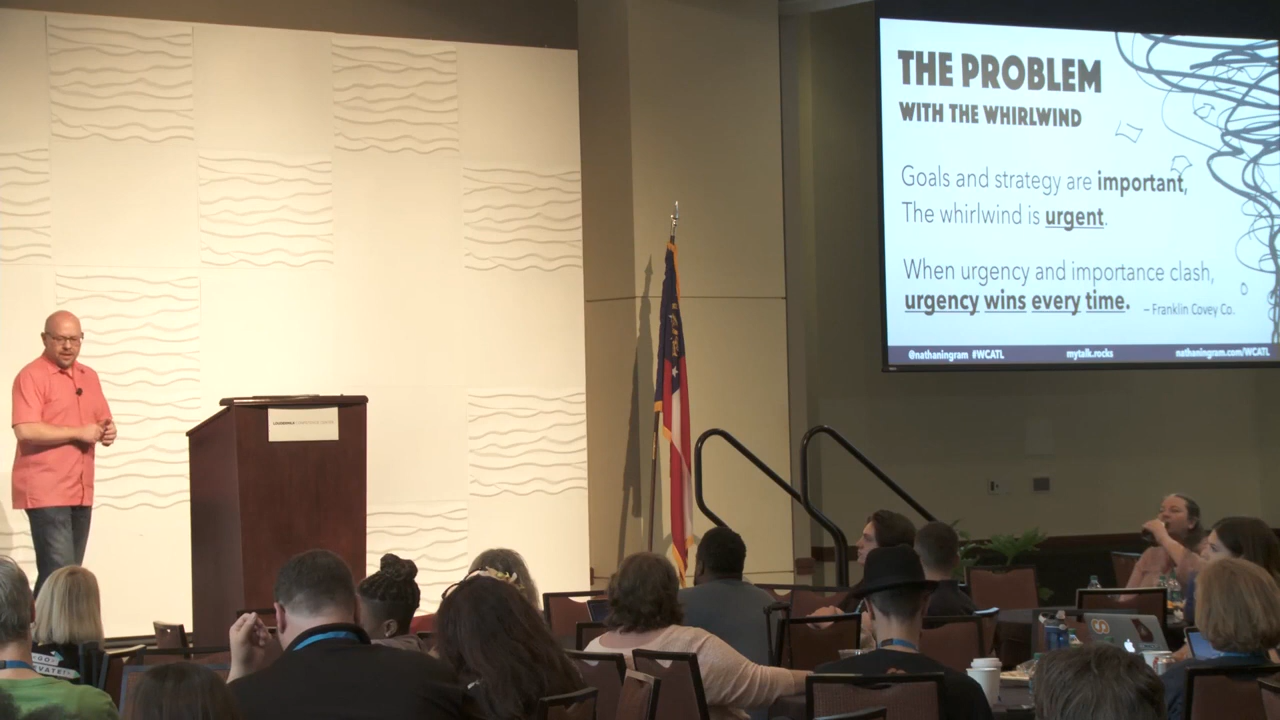 THE PROBLEM
WITH THE WHIRLWIND
Goals and strategy are important,
The whirlwind is urgent.
When urgency and importance clash,
urgency wins every time.
– Franklin Covey Co.
@nathaningram #WCATL
mytalk.rocks
nathaningram.com/WCATL